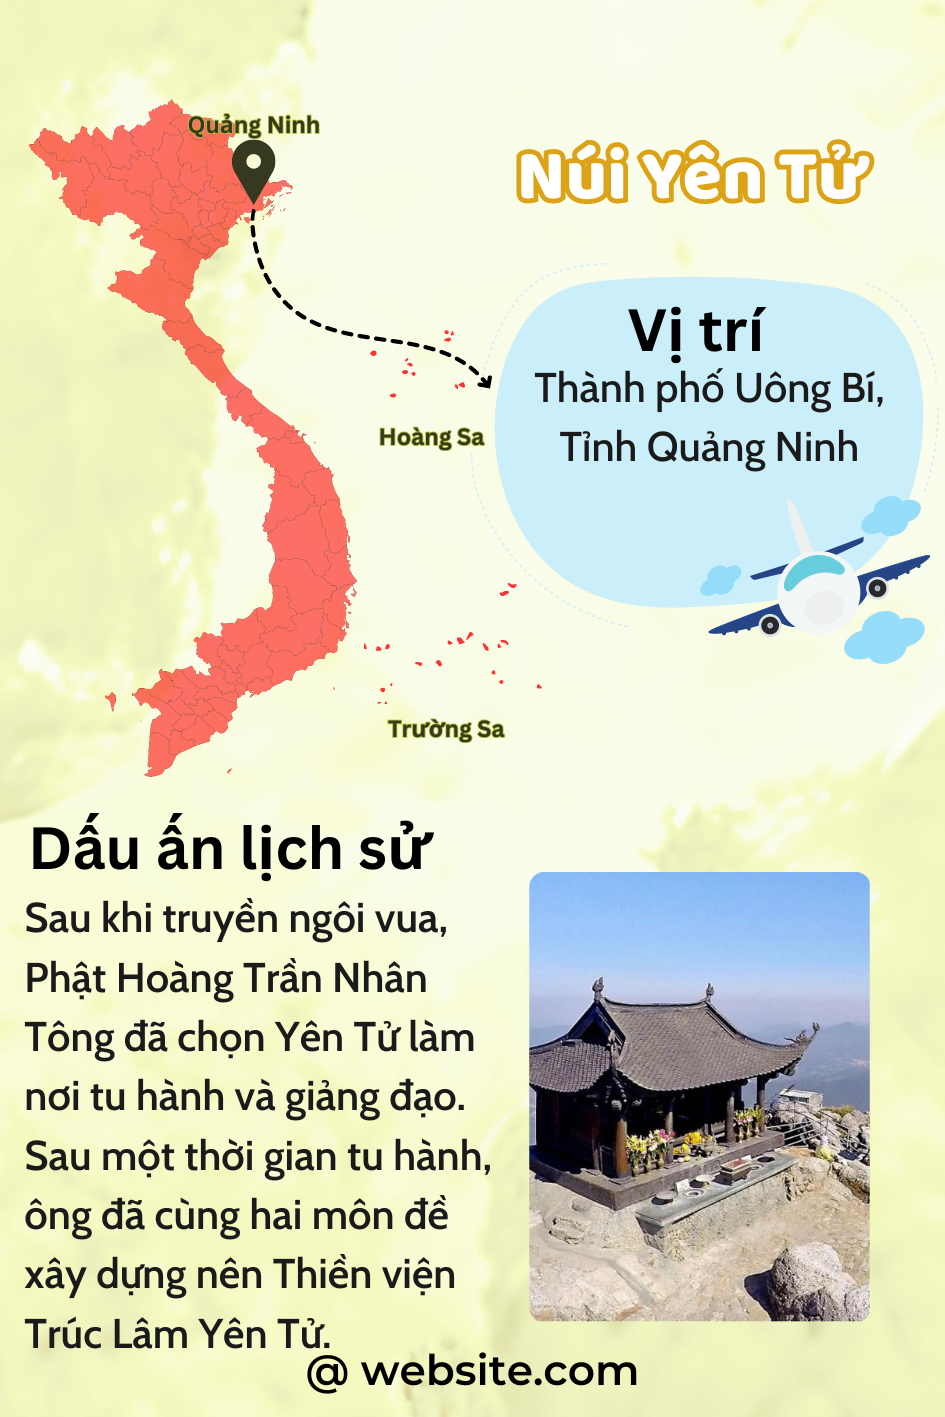 Quảng Ninh
Núi Yên Tử
Vị trí
Thành phố Uông Bí,
Tỉnh Quảng Ninh
Hoàng Sa
Trường Sa
Dấu ấn lịch sử
Sau khi truyền ngôi vua,
Phật Hoàng Trần Nhân
Tông đã chọn Yên Tử làm
nơi tu hành và giảng đạo.
Sau một thời gian tu hành,
ông đã cùng hai môn đề
xây dựng nên Thiền viện
Trúc Lâm Yên Tử.
@ website.com